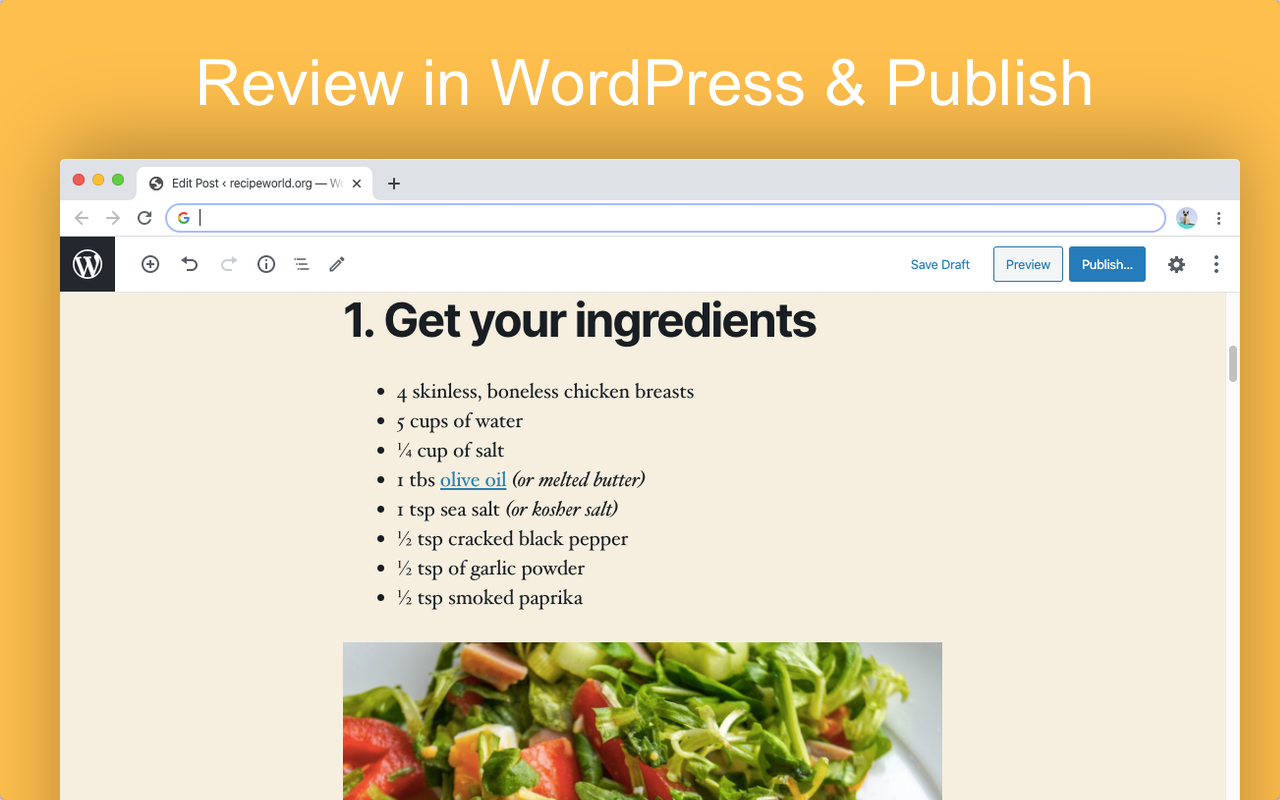 Review in WordPress & Publish
Edit Post ‹ recipeworld.org — Wo
Save Draft
Preview
Publish...
1. Get your ingredients
• 4 skinless, boneless chicken breasts
• 5 cups of water
• ¼ cup of salt
• 1 tbs olive oil (or melted butter)
• 1 tsp sea salt (or kosher salt)
• ½ tsp cracked black pepper
• ½ tsp of garlic powder
• ½ tsp smoked paprika